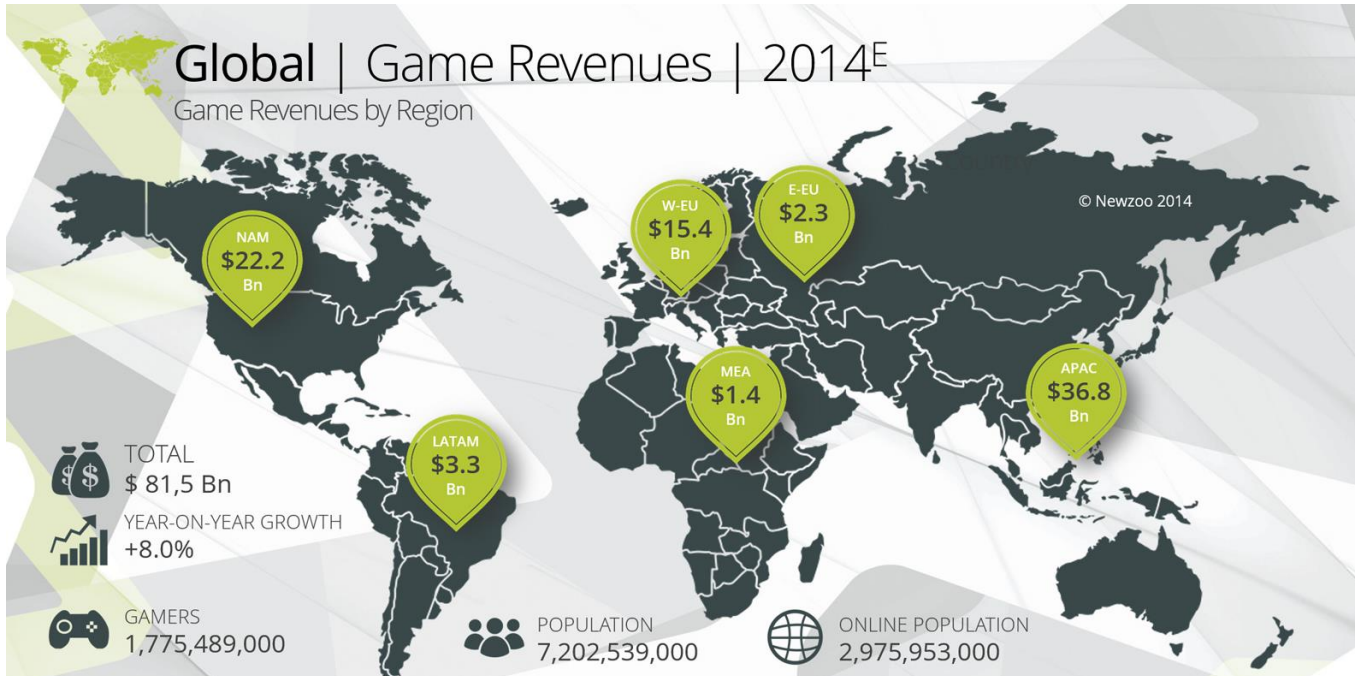 Global | Game Revenues | 2014E
Game Revenues by Region
© Newzoo 2014
NAM
$22.2
Bn
W-EU
$15.4
Bn
E-EU
$2.3
Bn
MEA
$1.4
Bn
APAC
$36.8
Bn
LATAM
$3.3
Bn
TOTAL
$ 81,5 Bn
YEAR-ON-YEAR GROWTH
+8.0%
GAMERS
1,775,489,000
POPULATION
7,202,539,000
ONLINE POPULATION
2,975,953,000